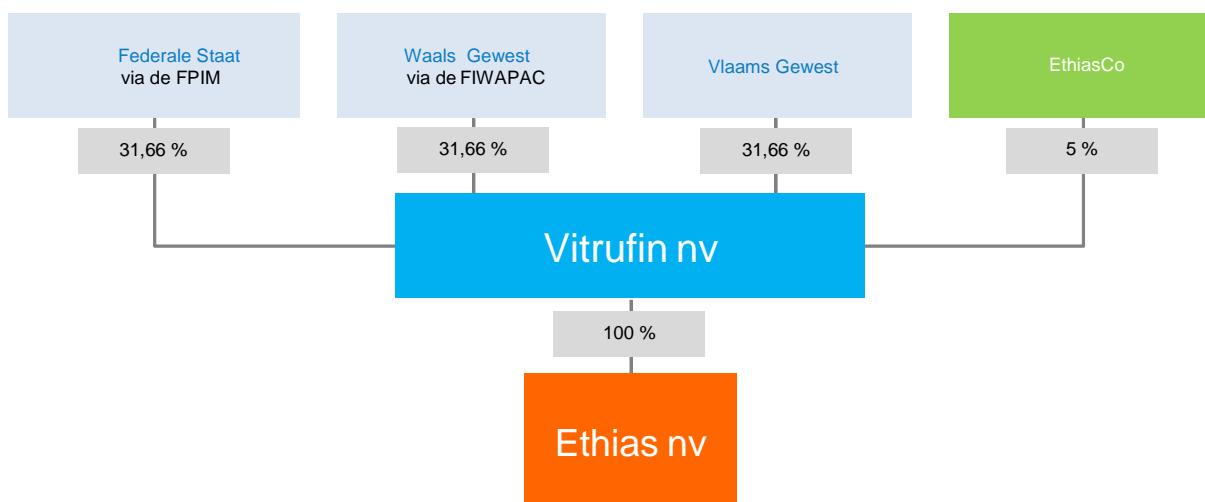 Federale Staat
via de FPIM
Waals Gewest
via de FIWAPAC
Vlaams Gewest
EthiasCo
31,66 %
31,66 %
31,66 %
5 %
Vitrufin nv
100 %
Ethias nv